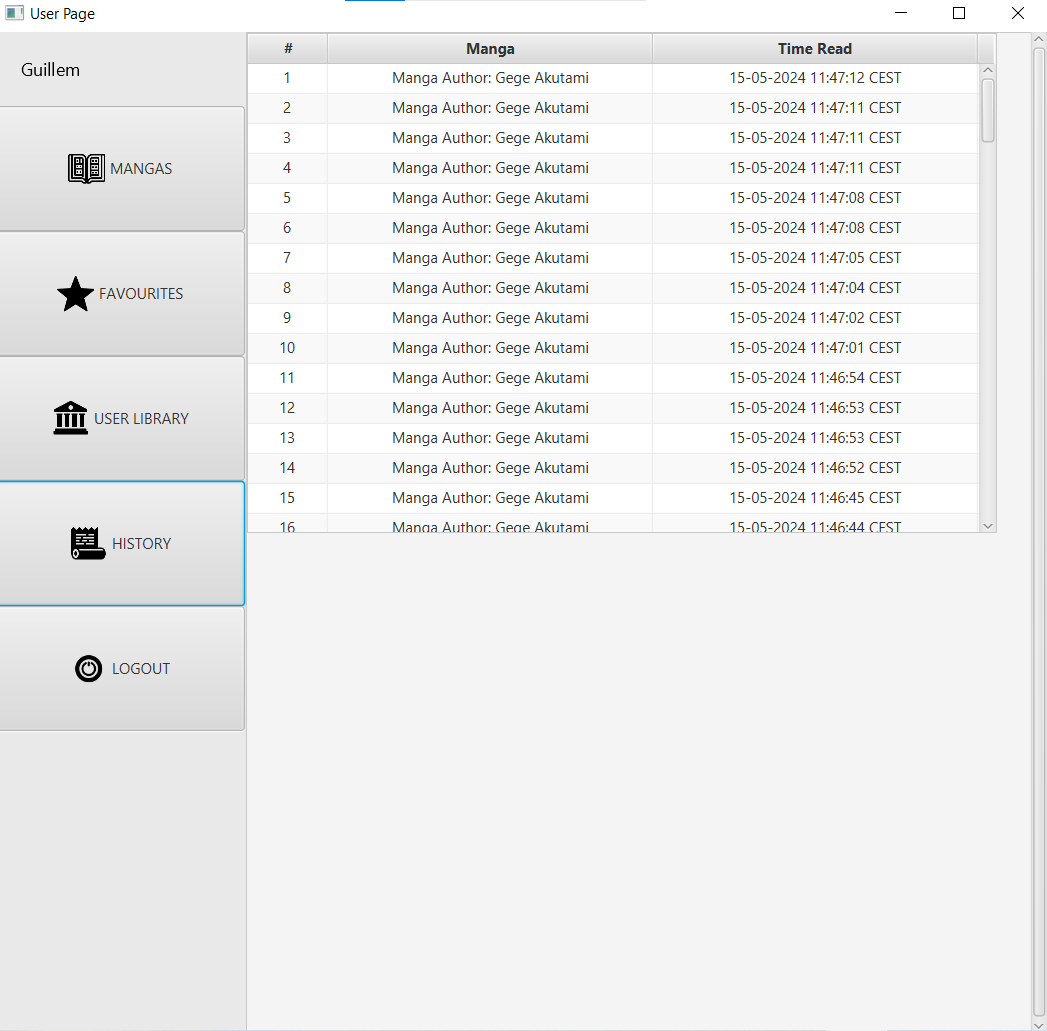 User Page
Guillem
MANGAS
FAVOURITES
USER LIBRARY
HISTORY
LOGOUT
# Manga Time Read
1 Manga Author: Gege Akutami 15-05-2024 11:47:12 CEST
2 Manga Author: Gege Akutami 15-05-2024 11:47:11 CEST
3 Manga Author: Gege Akutami 15-05-2024 11:47:11 CEST
4 Manga Author: Gege Akutami 15-05-2024 11:47:11 CEST
5 Manga Author: Gege Akutami 15-05-2024 11:47:08 CEST
6 Manga Author: Gege Akutami 15-05-2024 11:47:08 CEST
7 Manga Author: Gege Akutami 15-05-2024 11:47:05 CEST
8 Manga Author: Gege Akutami 15-05-2024 11:47:04 CEST
9 Manga Author: Gege Akutami 15-05-2024 11:47:02 CEST
10 Manga Author: Gege Akutami 15-05-2024 11:47:01 CEST
11 Manga Author: Gege Akutami 15-05-2024 11:46:54 CEST
12 Manga Author: Gege Akutami 15-05-2024 11:46:53 CEST
13 Manga Author: Gege Akutami 15-05-2024 11:46:53 CEST
14 Manga Author: Gege Akutami 15-05-2024 11:46:52 CEST
15 Manga Author: Gege Akutami 15-05-2024 11:46:45 CEST
16 Manga Author: Gege Akutami 15-05-2024 11:46:44 CEST